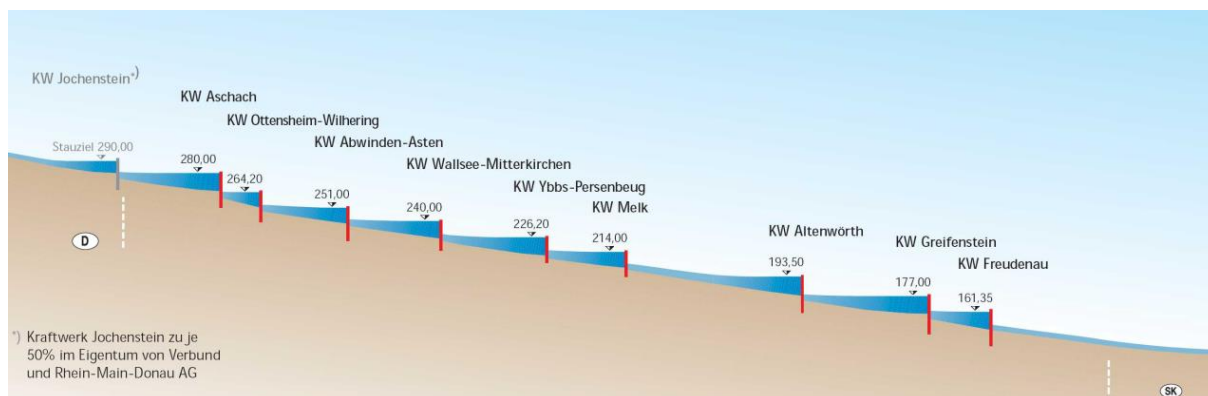 KW Jochenstein*)
KW Aschach
KW Ottensheim-Wilhering
KW Abwinden-Asten
KW Wallsee-Mitterkirchen
KW Ybbs-Persenbeug
KW Melk
KW Altenwörth
KW Greifenstein
KW Freudenau
Stauziel 290,00
280,00
264,20
251,00
240,00
226,20
214,00
193,50
177,00
161,35
D
*) Kraftwerk Jochenstein zu je
50% im Eigentum von Verbund
und Rhein-Main-Donau AG
SK